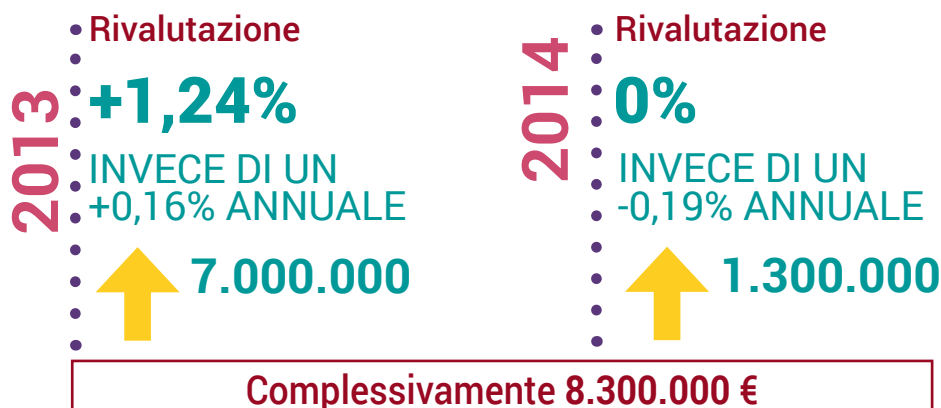 2013
Rivalutazione
+1,24%
INVECE DI UN
+0,16% ANNUALE
7.000.000
2014
Rivalutazione
0%
INVECE DI UN
-0,19% ANNUALE
1.300.000
Complessivamente 8.300.000 €